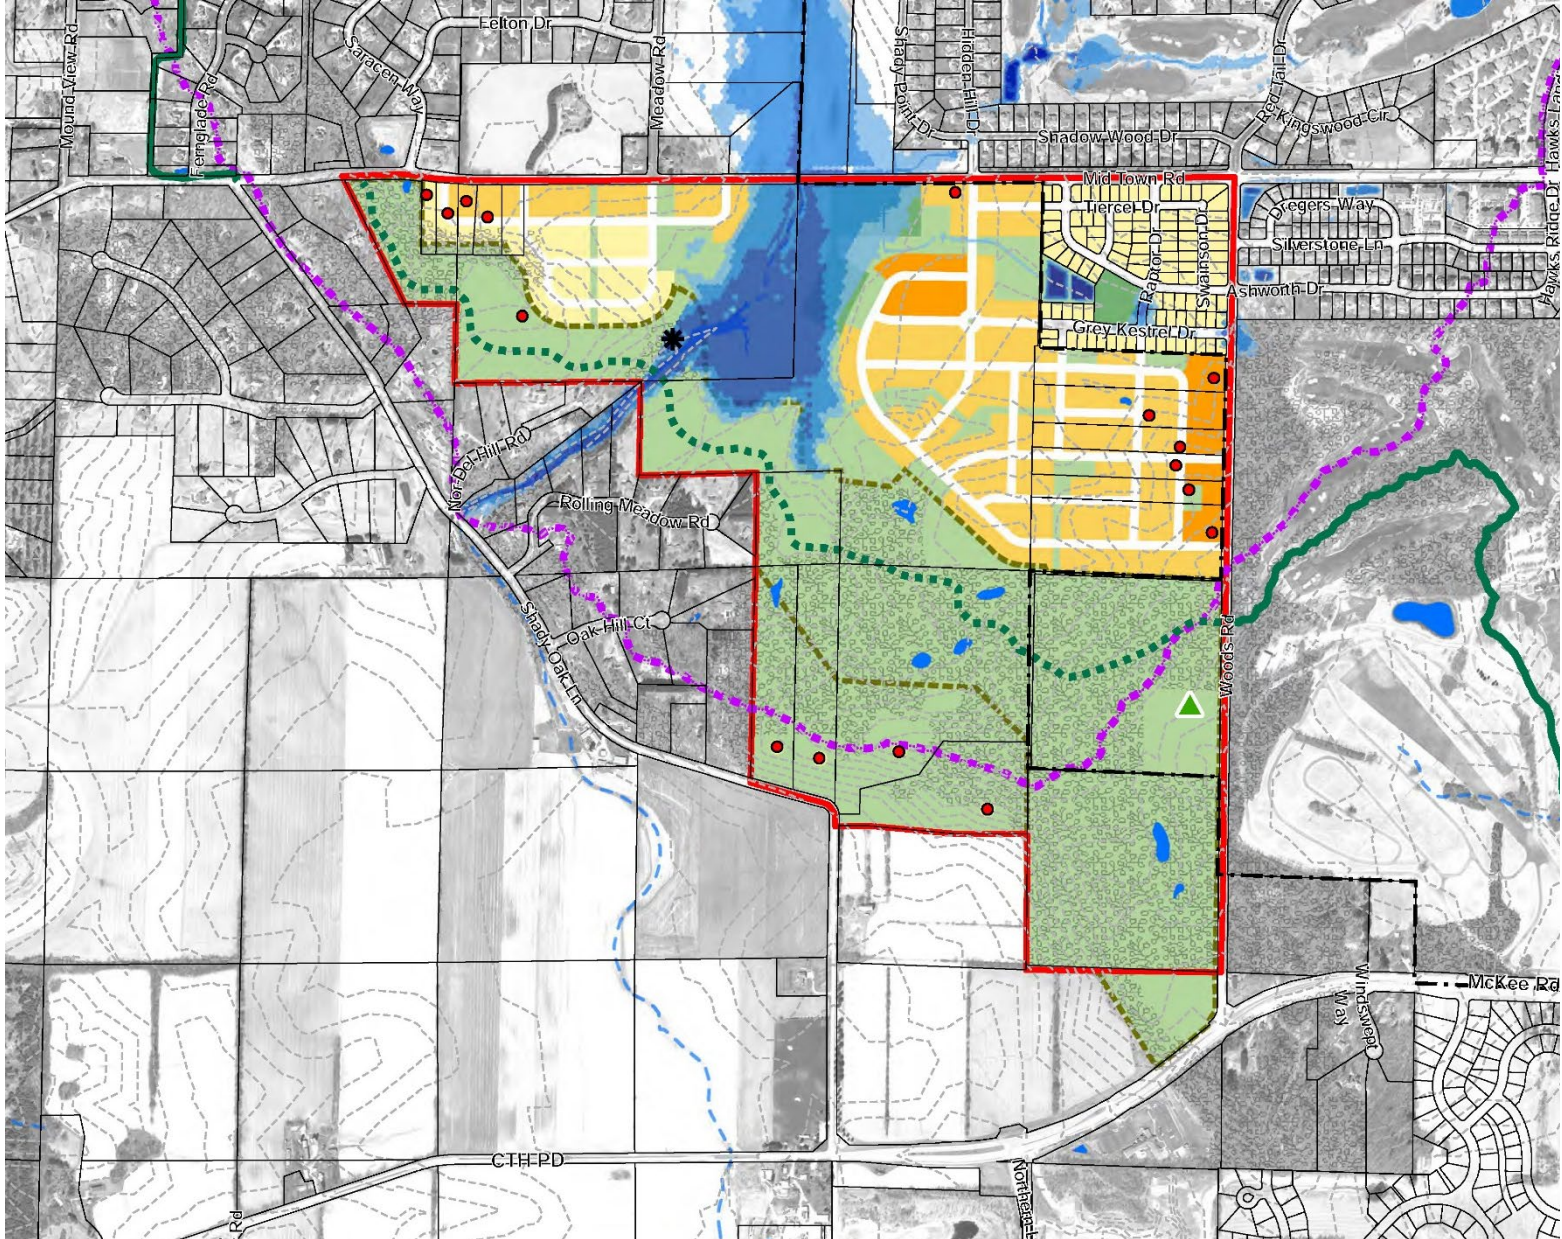 Mound View Rd
Fernglade Rd
Saracen Way
Felton Dr
Meadow Rd
Shady Point Dr
Hidden Hill Dr
Red Tail Dr
Shadow Wood Dr
Kingswood Cir
Mid Town Rd
Tiercel Dr
Raptor Dr
Swainson Dr
Dregers Way
Silverstone Ln
Ashworth Dr
Hawks Ridge Dr
Grey Kestrel Dr
Nor-Del-Hill Rd
Rolling Meadow Rd
Oak Hill Ct
Shady Oak Ln
Woods Rd
McKee Rd
Windswept
Way
CTH PD
Rd